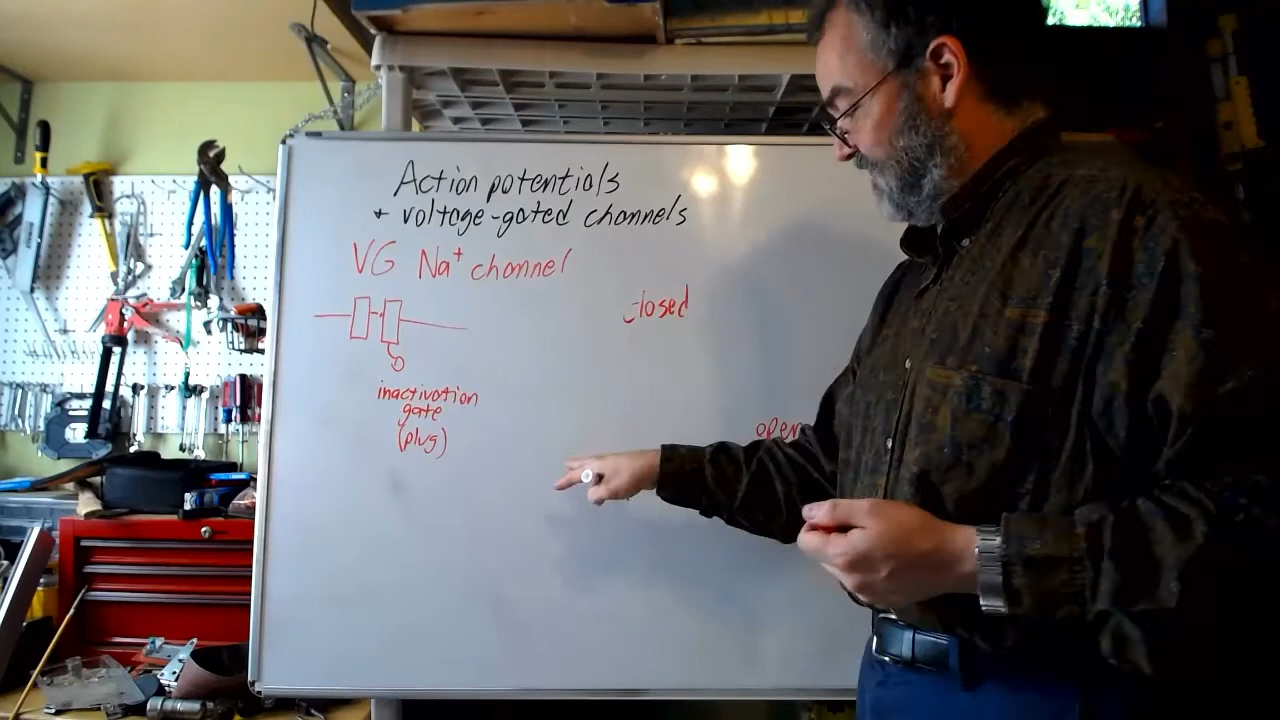 Action potentials
+ voltage-gated channels
VG Na⁺ channel
closed
inactivation
gate
(plug)
open